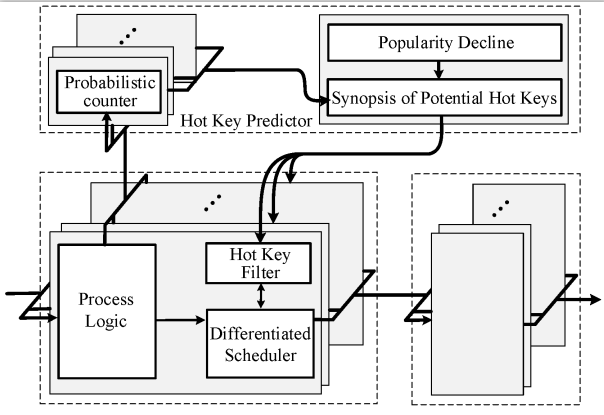 Popularity Decline
Probabilistic
counter
Synopsis of Potential Hot Keys
Hot Key Predictor
Hot Key
Filter
Process
Logic
Differentiated
Scheduler